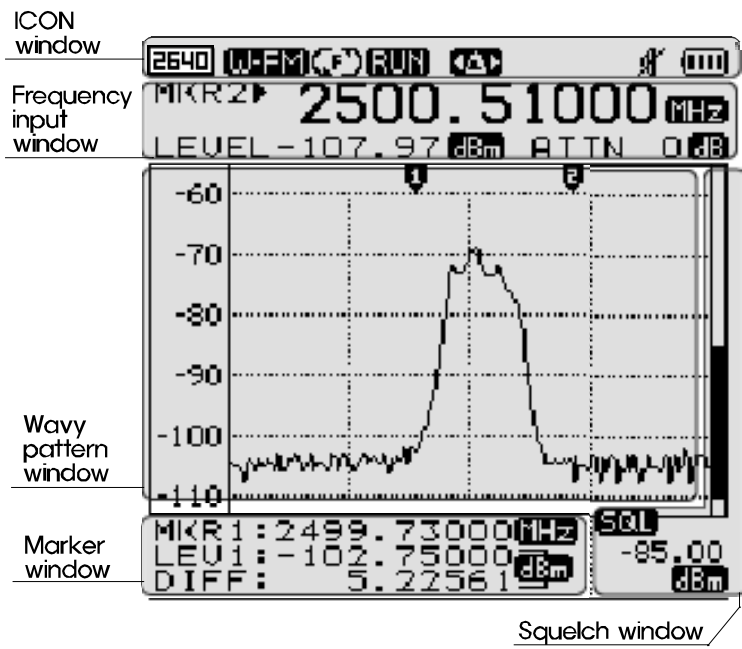 ICON
window
2640 W-FM F RUN
Frequency
input
window
MKR2 2500.51000 MHz
LEVEL-107.97 dBm ATTN 0 dB
1 2
-60
-70
-80
-90
-100
-110
Wavy
pattern
window
Marker
window
MKR1:2499.73000 MHz
LEV1:-102.75000
DIFF: 5.22561
dBm
SQL
-85.00
dBm
Squelch window